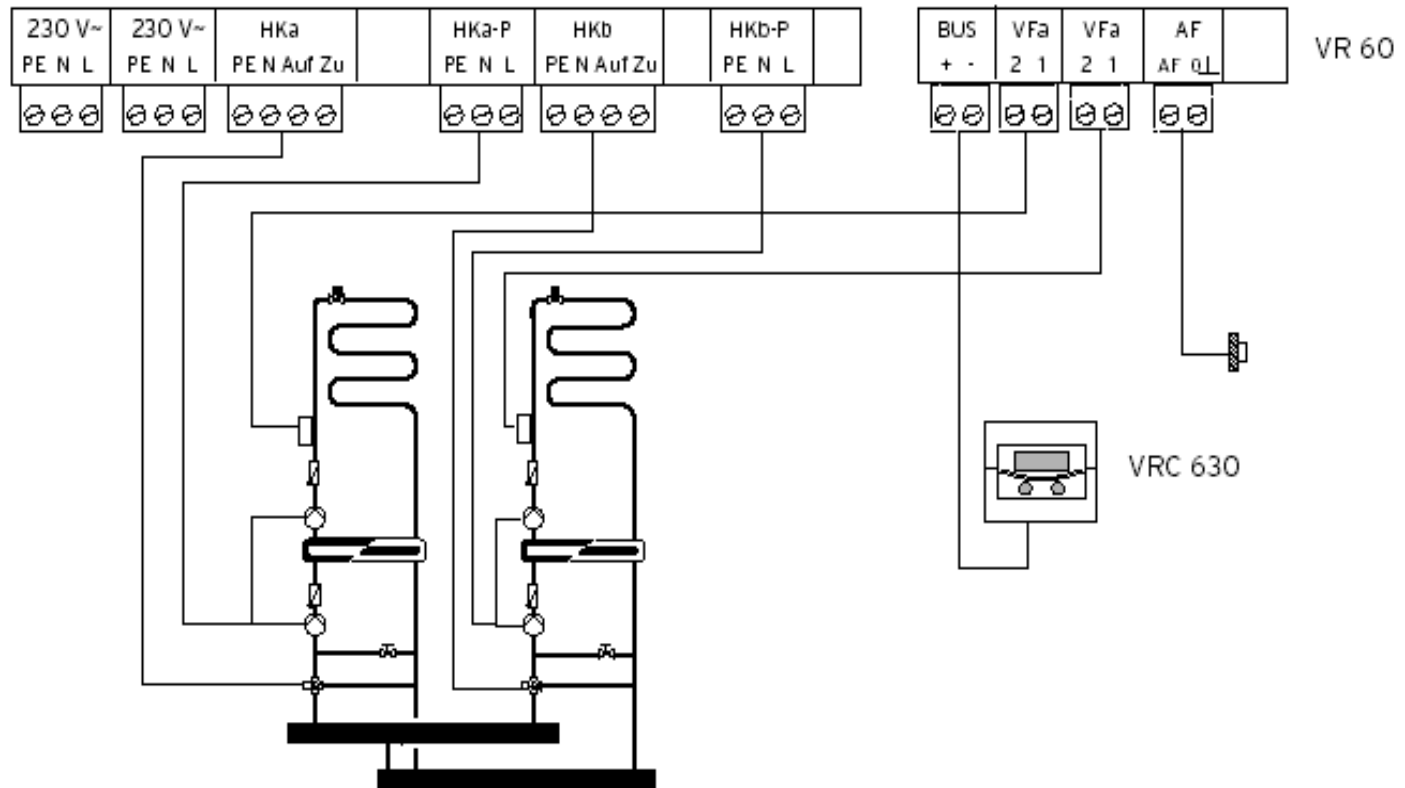 230 V~ 230 V~ HKa HKa-P HKb HKb-P BUS VFa VFa AF
PE N L PE N L PE N Auf Zu PE N L PE N Auf Zu PE N L + - 2 1 2 1 AF 0
VR 60
VRC 630